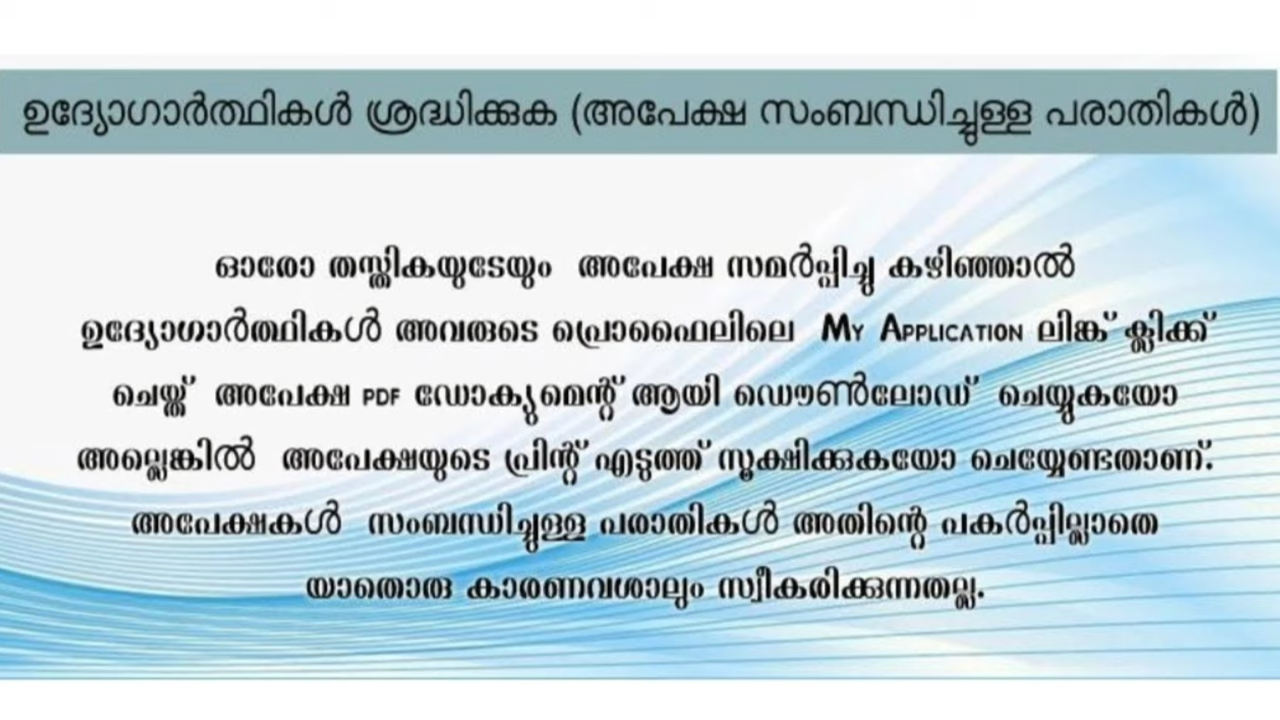 ഉദ്യോഗാർത്ഥികൾ ശ്രദ്ധിക്കുക (അപേക്ഷ സംബന്ധിച്ചുള്ള പരാതികൾ)
ഓരോ തസ്തികയുടേയും അപേക്ഷ സമർപ്പിച്ചു കഴിഞ്ഞാൽ
ഉദ്യോഗാർത്ഥികൾ അവരുടെ പ്രൊഫൈലിലെ MY APPLICATION ലിങ്ക് ക്ലിക്ക്
ചെയ്ത് അപേക്ഷ PDF ഡോക്യുമെന്റ് ആയി ഡൌൺലോഡ് ചെയ്യുകയോ
അല്ലെങ്കിൽ അപേക്ഷയുടെ പ്രിന്റ് എടുത്ത് സൂക്ഷിക്കുകയോ ചെയ്യേണ്ടതാണ്.
അപേക്ഷകൾ സംബന്ധിച്ചുള്ള പരാതികൾ അതിന്റെ പകർപ്പില്ലാതെ
യാതൊരു കാരണവശാലും സ്വീകരിക്കുന്നതല്ല.